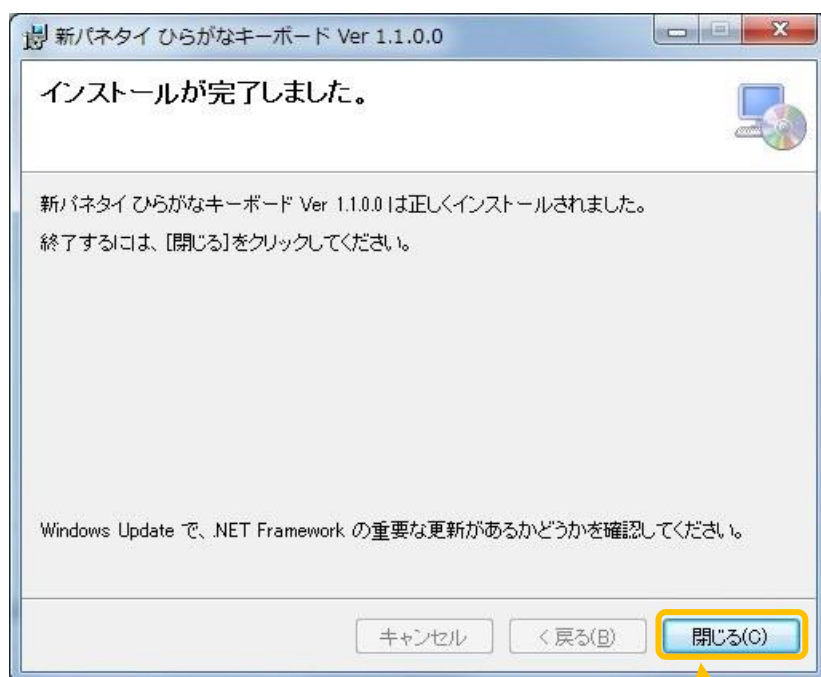 新パネタイ ひらがなキーボード Ver 1.1.0.0
インストールが完了しました。
新パネタイ ひらがなキーボード Ver 1.1.0.0 は正しくインストールされました。
終了するには、[閉じる]をクリックしてください。
Windows Update で、.NET Framework の重要な更新があるかどうかを確認してください。
キャンセル < 戻る(B) 閉じる(C)